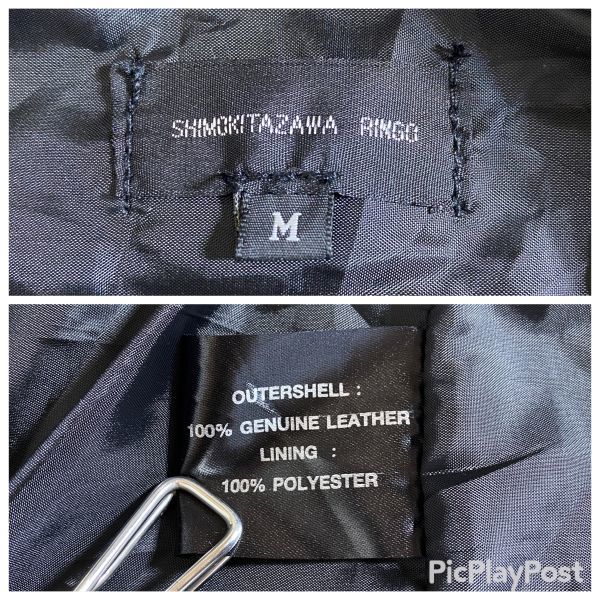 SHIMOKITAZAWA RINGO
M
OUTERSHELL :
100% GENUINE LEATHER
LINING :
100% POLYESTER
PicPlayPost